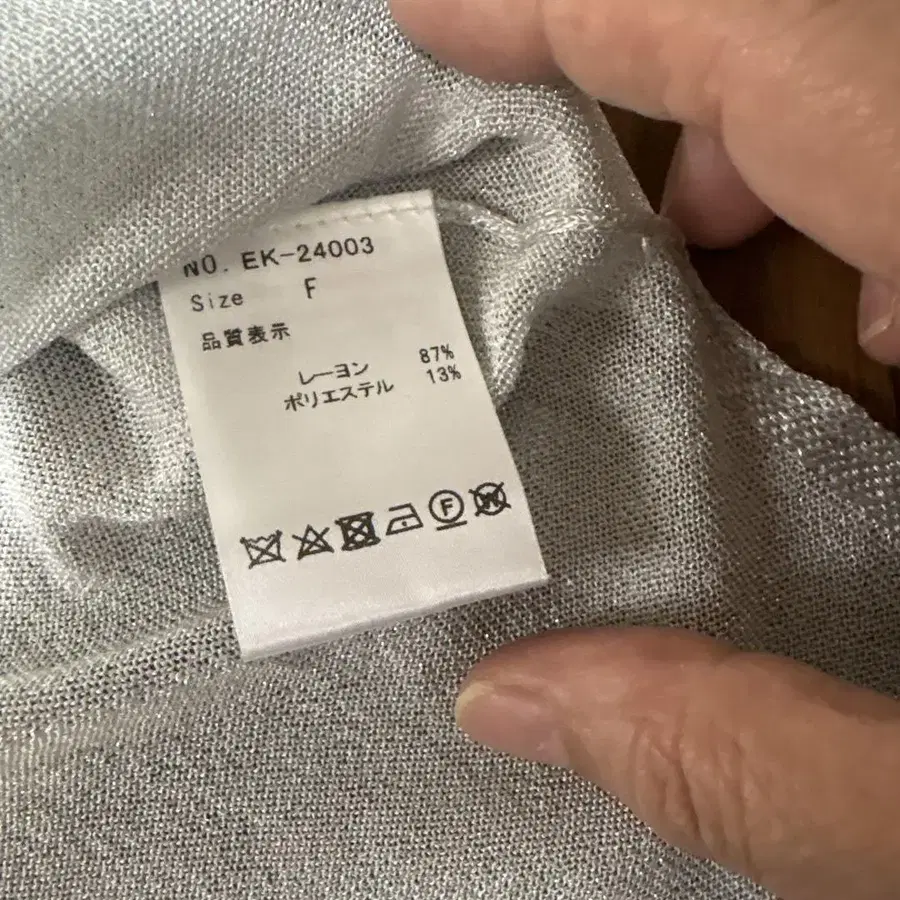 NO. EK-24003
Size F
品質表示
レーヨン 87%
ポリエステル 13%
F W